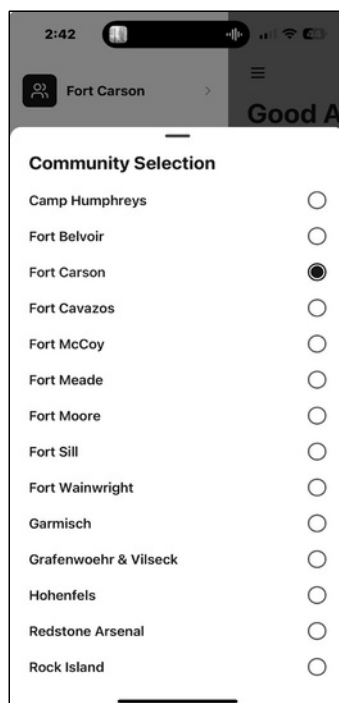 2:42
Fort Carson
Good A
Community Selection
Camp Humphreys
Fort Belvoir
Fort Carson
Fort Cavazos
Fort McCoy
Fort Meade
Fort Moore
Fort Sill
Fort Wainwright
Garmisch
Grafenwoehr & Vilseck
Hohenfels
Redstone Arsenal
Rock Island